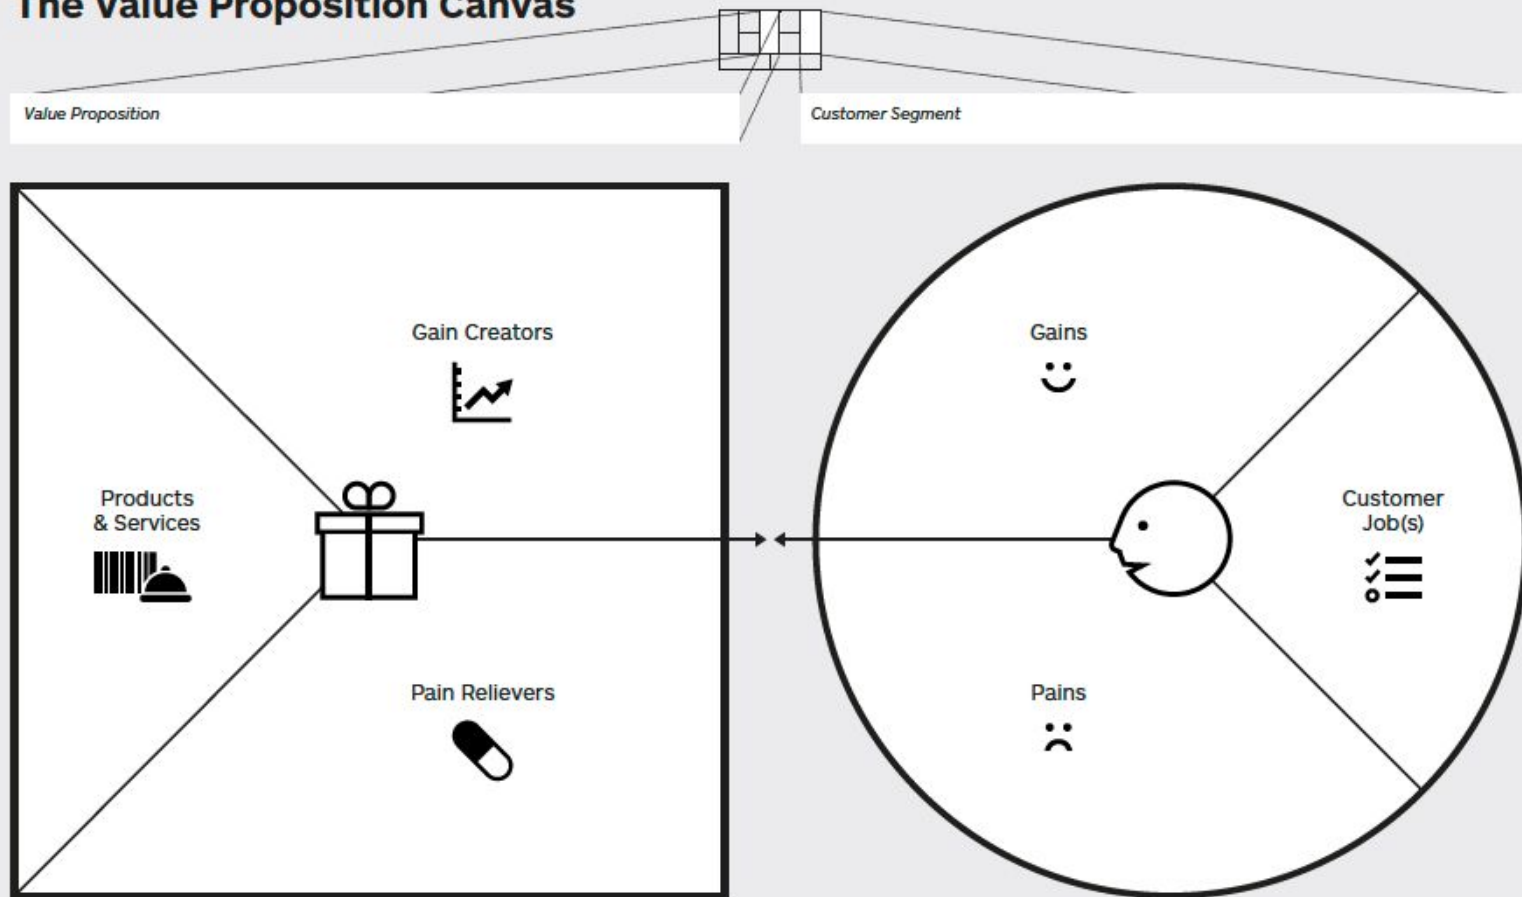 The Value Proposition Canvas
Value Proposition
Customer Segment
Gain Creators
Products
& Services
Pain Relievers
Gains
Customer
Job(s)
Pains